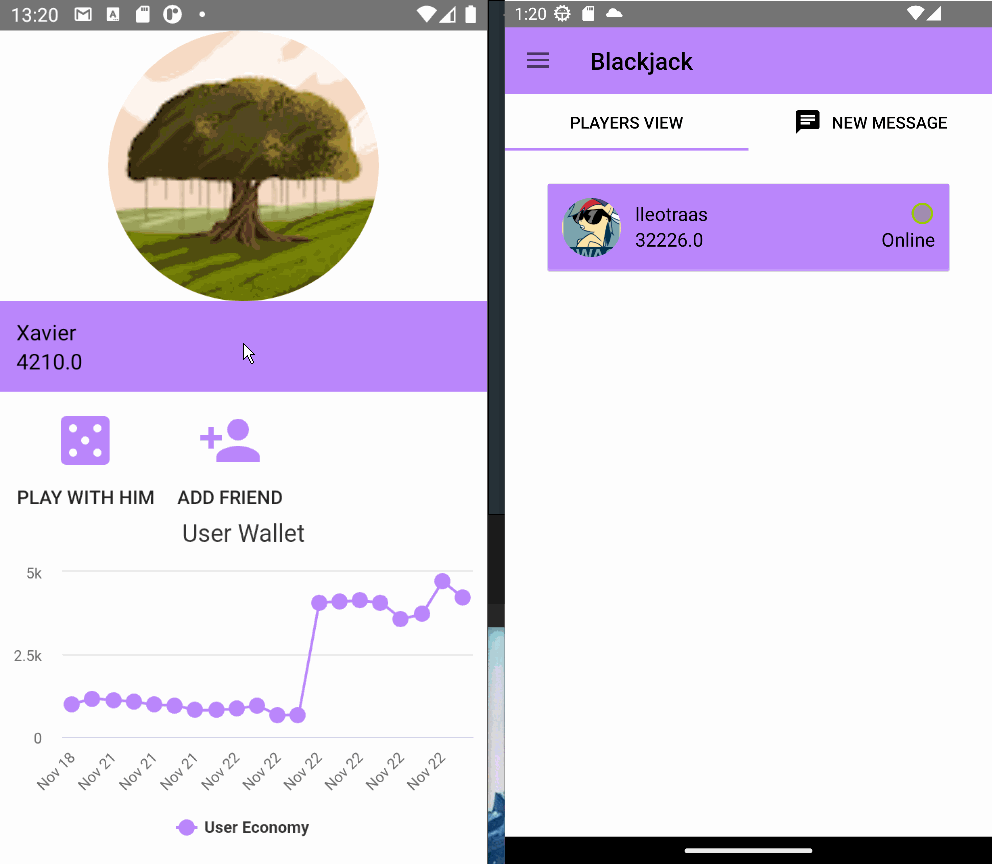 13:20
Xavier
4210.0
PLAY WITH HIM
ADD FRIEND
User Wallet
5k
2.5k
0
Nov 18
Nov 21
Nov 21
Nov 21
Nov 22
Nov 22
Nov 22
Nov 22
Nov 22
Nov 22
User Economy
1:20
Blackjack
PLAYERS VIEW
NEW MESSAGE
lleotraas
32226.0
Online